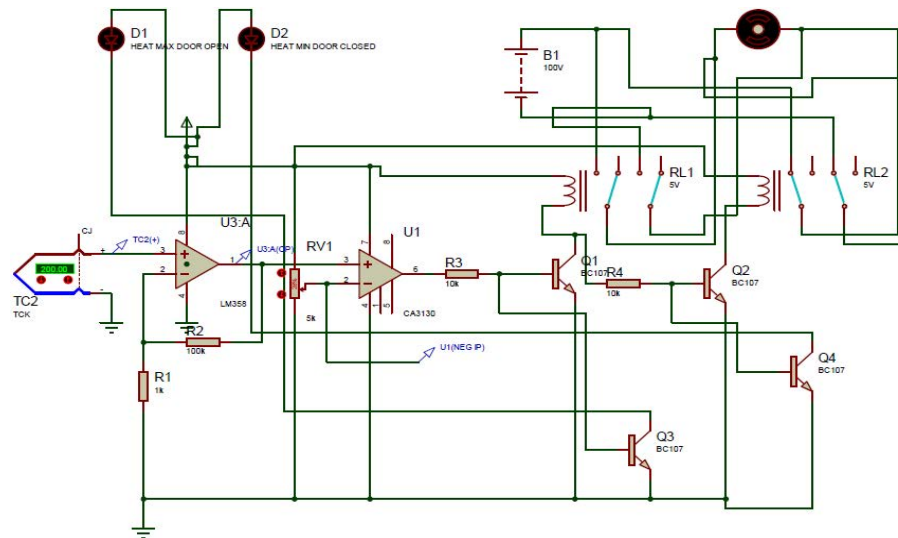 D1
HEAT MAX DOOR OPEN
D2
HEAT MIN DOOR CLOSED
B1
100V
RL1
5V
RL2
5V
CJ
TC2(+)
+
-
200.00
TC2
TCK
U3:A
8
3
2
1
4
LM358
U3:A(OP)
RV1
5k
U1
7
8
3
2
6
4
1
5
CA3130
R3
10k
Q1
BC107
R4
10k
Q2
BC107
R2
100k
R1
1k
U1(NEG IP)
Q4
BC107
Q3
BC107